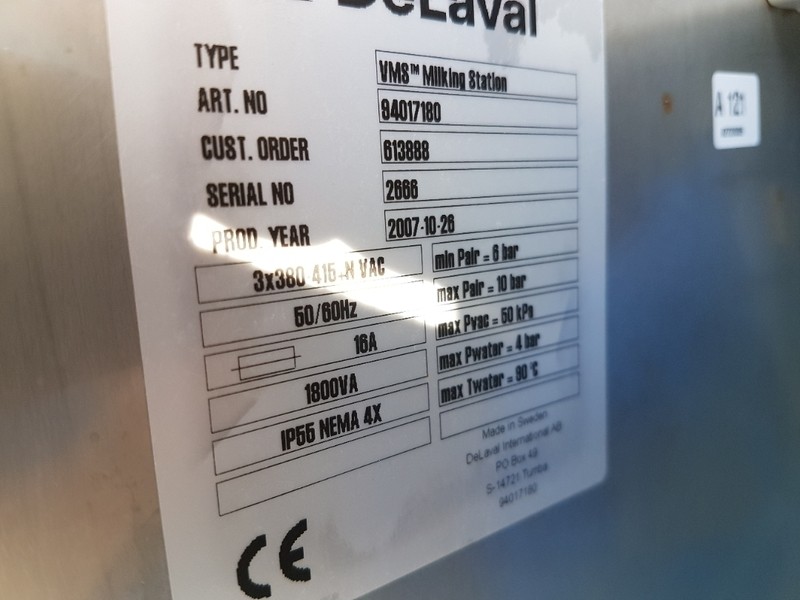 DeLaval
TYPE VMS™ Milking Station
ART. NO 94017180
CUST. ORDER 613888
SERIAL NO 2666
PROD. YEAR 2007-10-26
3x380-415+N VAC min Pair = 6 bar
50/60Hz max Pair = 10 bar
16A max Pvac = 50 kPa
1800VA max Pwater = 4 bar
IP55 NEMA 4X max Twater = 90 °C
Made in Sweden
DeLaval International AB
PO Box 49
S-14721 Tumba
94017180
CE
A 121